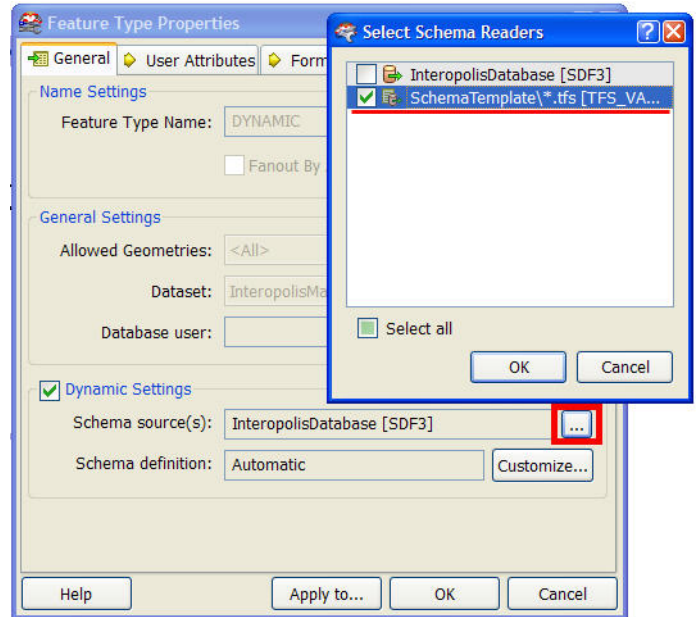 Feature Type Properties
General
User Attributes
Form
Name Settings
Feature Type Name: DYNAMIC
Fanout By
General Settings
Allowed Geometries: <All>
Dataset: InteropolisMa
Database user:
Dynamic Settings
Schema source(s): InteropolisDatabase [SDF3] ...
Schema definition: Automatic Customize...
Help Apply to... OK Cancel
Select Schema Readers
InteropolisDatabase [SDF3]
SchemaTemplate\*.tfs [TFS_VA...
Select all
OK Cancel